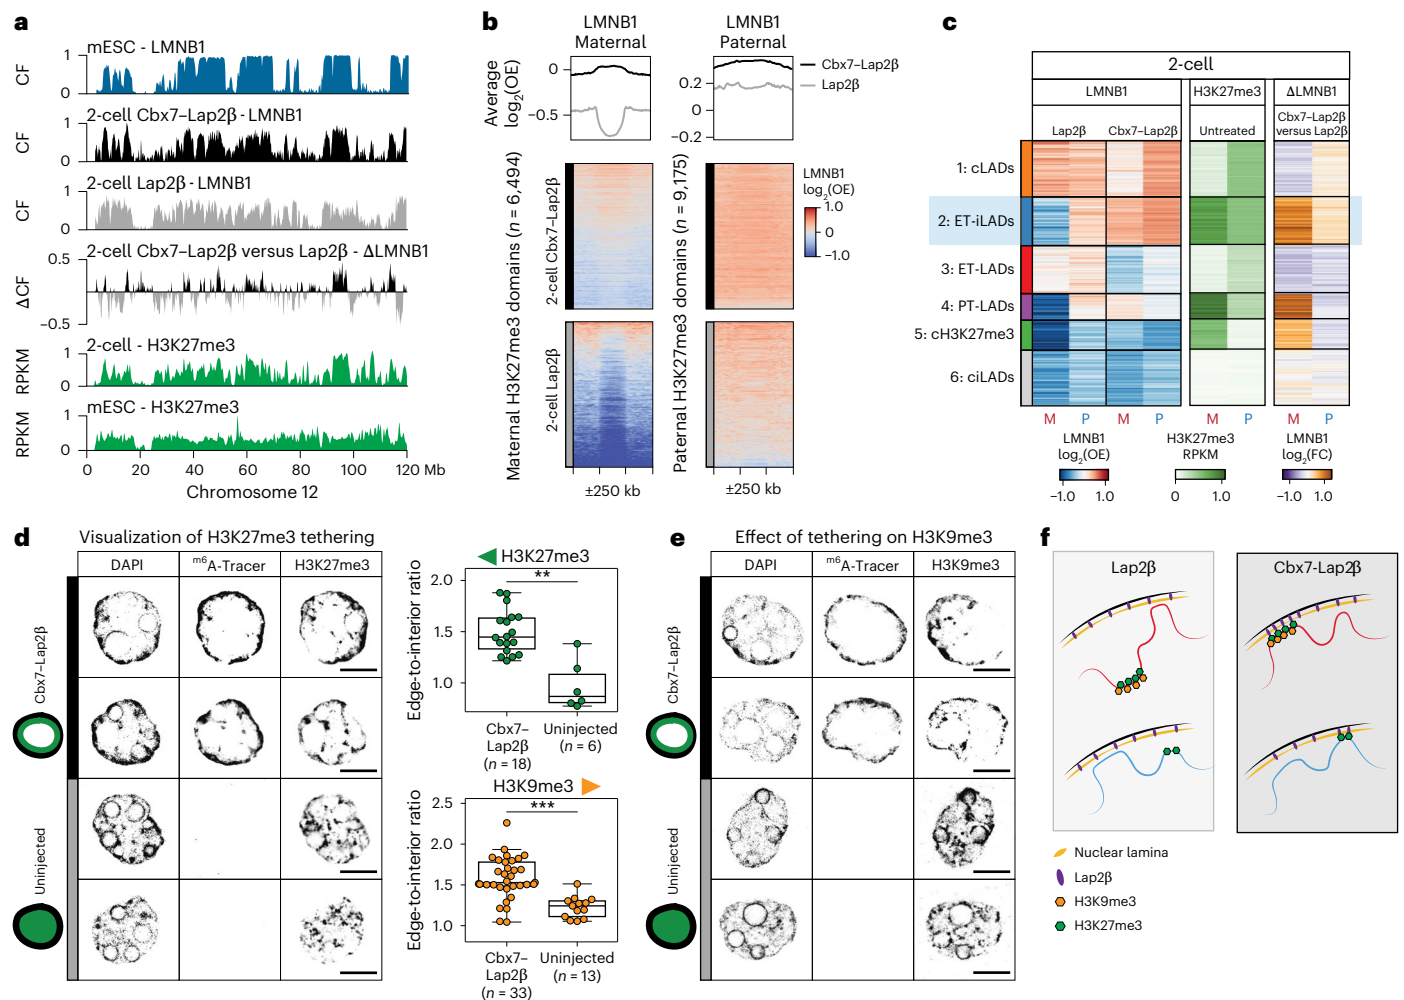 a
mESC - LMNB1
CF
1
0
2-cell Cbx7–Lap2β - LMNB1
CF
1
0
2-cell Lap2β - LMNB1
CF
1
0
2-cell Cbx7–Lap2β versus Lap2β - ΔLMNB1
ΔCF
0.5
−0.5
2-cell - H3K27me3
RPKM
1
0
mESC - H3K27me3
RPKM
1
0
0 20 40 60 80 100 120 Mb
Chromosome 12
b
LMNB1 Maternal
LMNB1 Paternal
Average log2(OE)
0
−0.5
0.2
0
−0.2
Cbx7–Lap2β
Lap2β
Maternal H3K27me3 domains (n = 6,494)
2-cell Cbx7–Lap2β
2-cell Lap2β
Paternal H3K27me3 domains (n = 9,175)
LMNB1
log2(OE)
1.0
−1.0
±250 kb
±250 kb
c
2-cell
LMNB1
H3K27me3
ΔLMNB1
Lap2β
Cbx7–Lap2β
Untreated
Cbx7–Lap2β
versus Lap2β
1: cLADs
2: ET-iLADs
3: ET-LADs
4: PT-LADs
5: cH3K27me3
6: ciLADs
M P M P M P M P
LMNB1
log2(OE)
−1.0 1.0
H3K27me3
RPKM
0 1.0
LMNB1
log2(FC)
−1.0 1.0
d
Visualization of H3K27me3 tethering
DAPI
m6A-Tracer
H3K27me3
Cbx7–Lap2β
Uninjected
H3K27me3
Edge-to-interior ratio
**
2.0
1.5
1.0
Cbx7–
Lap2β
(n = 18)
Uninjected
(n = 6)
H3K9me3
Edge-to-interior ratio
***
2.5
2.0
1.5
1.0
Cbx7–
Lap2β
(n = 33)
Uninjected
(n = 13)
e
Effect of tethering on H3K9me3
DAPI
m6A-Tracer
H3K9me3
Cbx7–Lap2β
Uninjected
f
Lap2β
Cbx7-Lap2β
Nuclear lamina
Lap2β
H3K9me3
H3K27me3